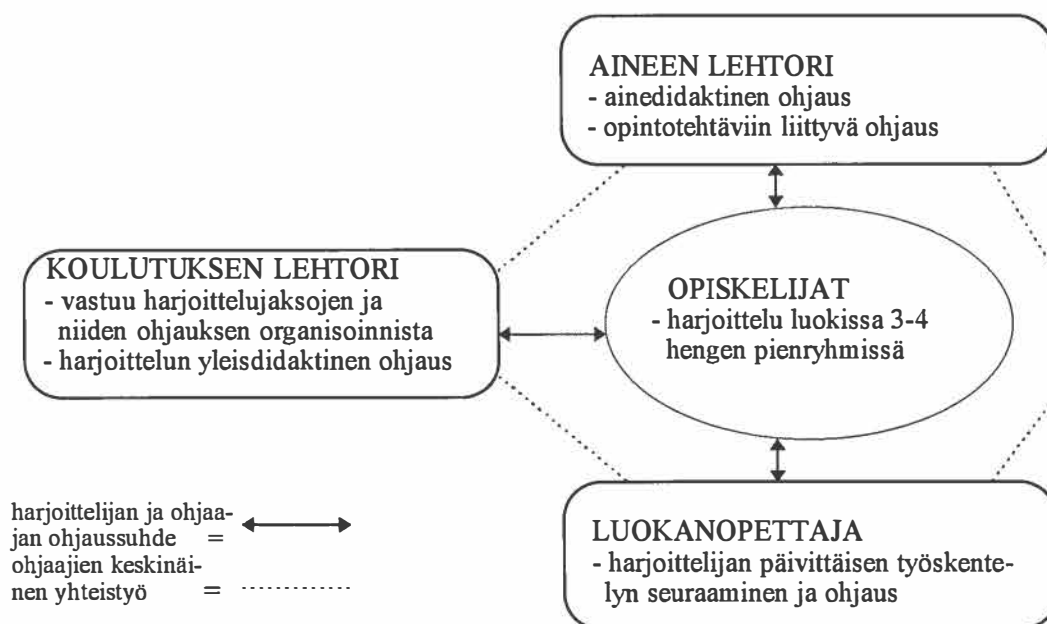 AINEEN LEHTORI
- ainedidaktinen ohjaus
- opintotehtäviin liittyvä ohjaus
KOULUTUKSEN LEHTORI
- vastuu harjoittelujaksojen ja
niiden ohjauksen organisoinnista
- harjoittelun yleisdidaktinen ohjaus
OPISKELIJAT
- harjoittelu luokissa 3-4
hengen pienryhmissä
LUOKANOPETTAJA
- harjoittelijan päivittäisen työskente-
lyn seuraaminen ja ohjaus
harjoittelijan ja ohjaa-
jan ohjaussuhde =
ohjaajien keskinäi-
nen yhteistyö =